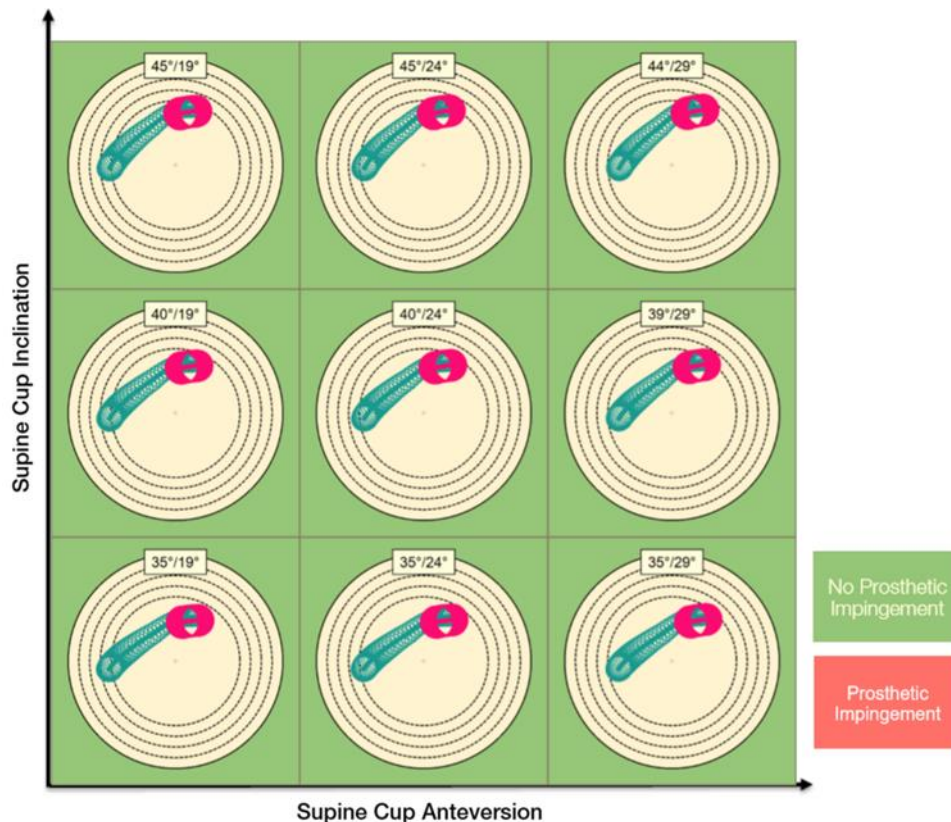 45°/19°
45°/24°
44°/29°
40°/19°
40°/24°
39°/29°
35°/19°
35°/24°
35°/29°
Supine Cup Inclination
Supine Cup Anteversion
No Prosthetic
Impingement
Prosthetic
Impingement